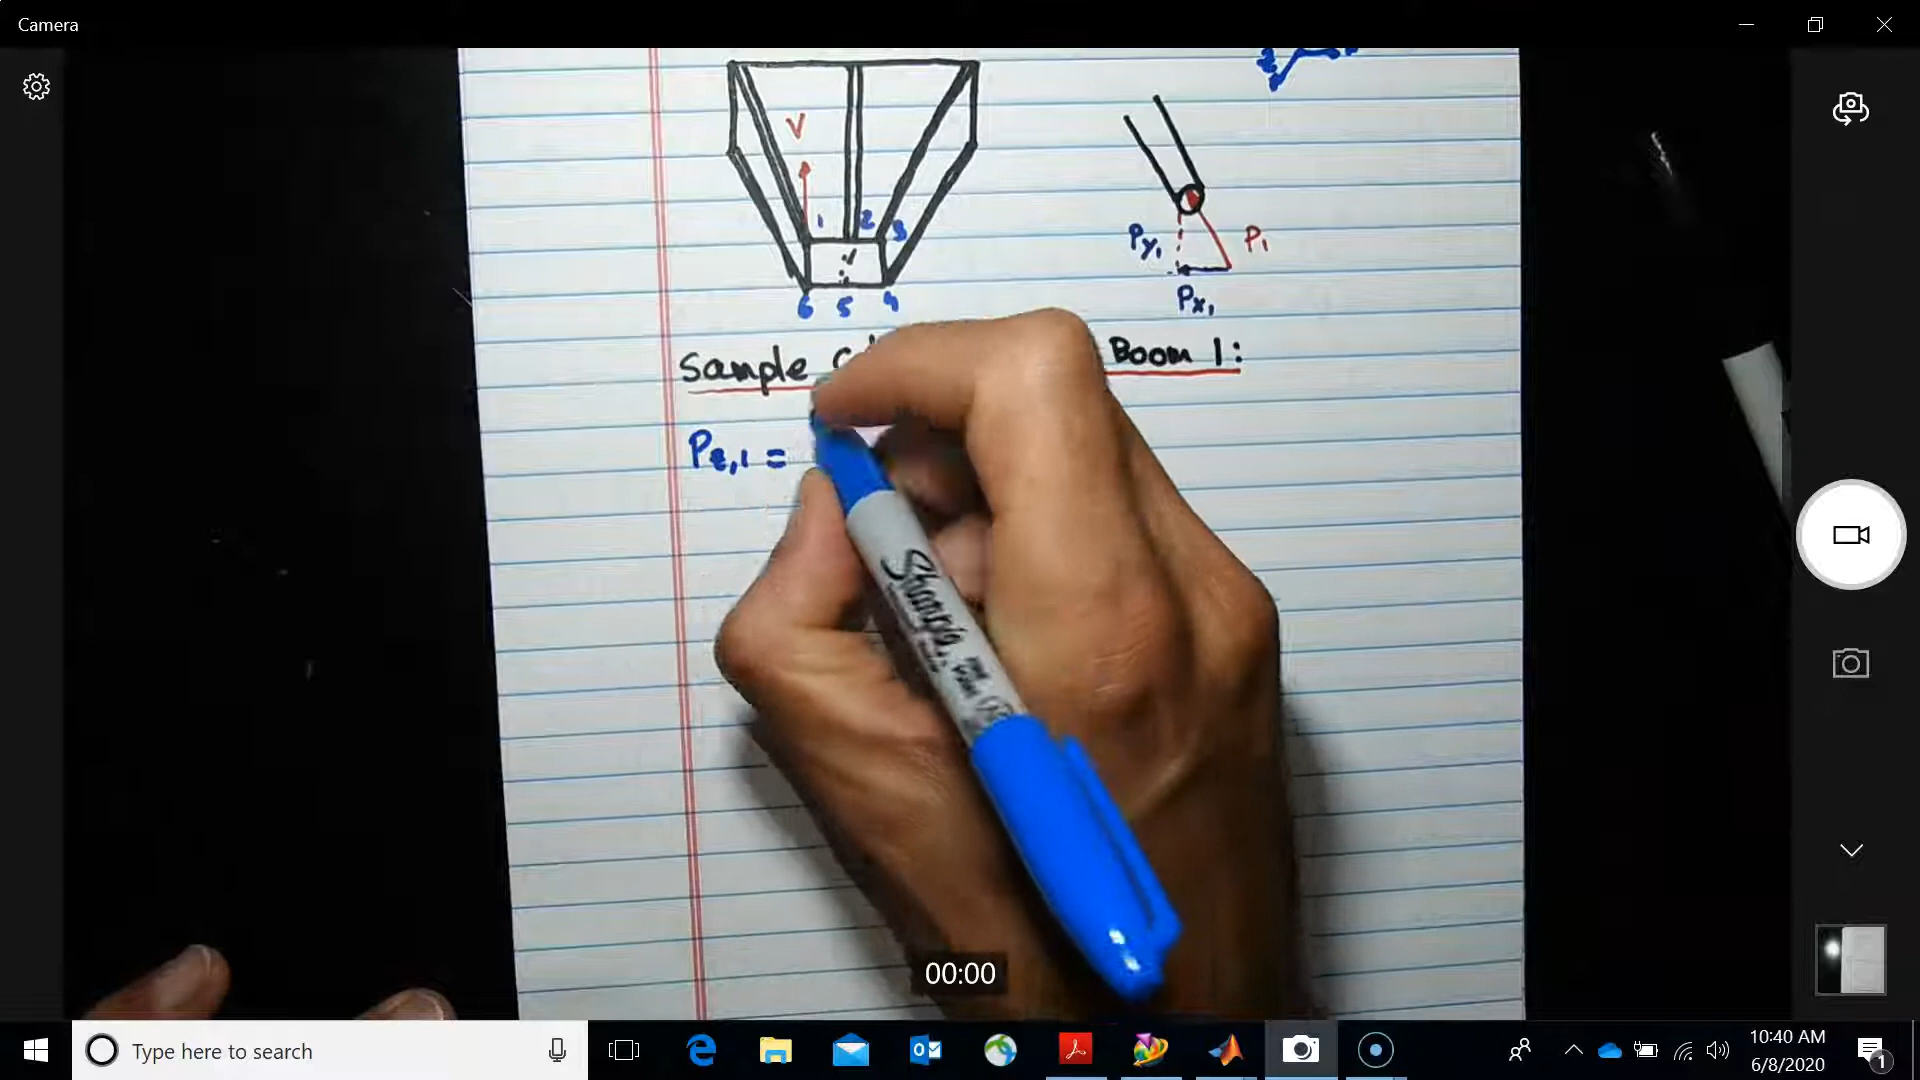 Camera
V
1 2 3
6 5 4
Py1
P1
Px1
Sample
Boom 1:
Pz,1 =
Sharpie.
00:00
Type here to search
10:40 AM
6/8/2020
1